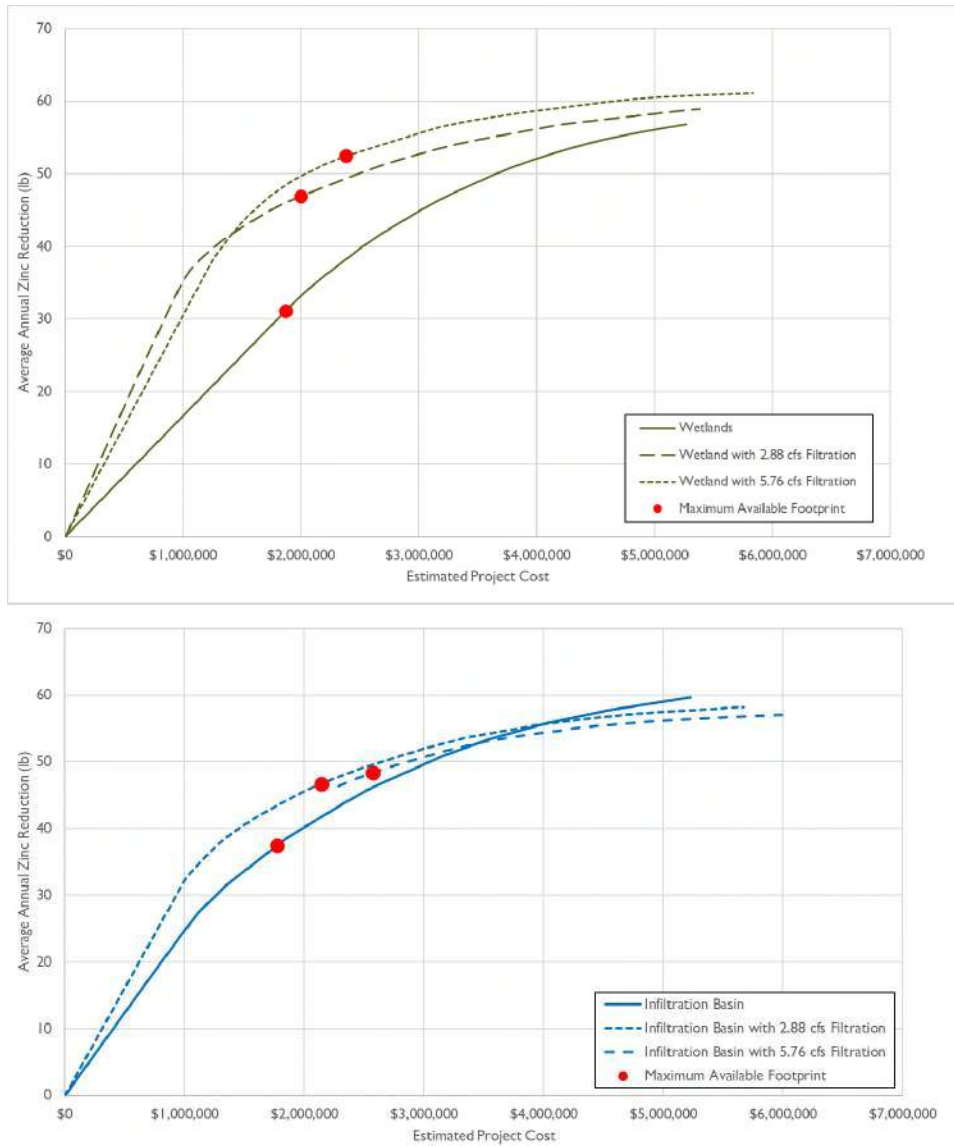 70
60
50
40
30
20
10
0
Average Annual Zinc Reduction (lb)
Wetlands
Wetland with 2.88 cfs Filtration
Wetland with 5.76 cfs Filtration
Maximum Available Footprint
$0 $1,000,000 $2,000,000 $3,000,000 $4,000,000 $5,000,000 $6,000,000 $7,000,000
Estimated Project Cost
70
60
50
40
30
20
10
0
Average Annual Zinc Reduction (lb)
Infiltration Basin
Infiltration Basin with 2.88 cfs Filtration
Infiltration Basin with 5.76 cfs Filtration
Maximum Available Footprint
$0 $1,000,000 $2,000,000 $3,000,000 $4,000,000 $5,000,000 $6,000,000 $7,000,000
Estimated Project Cost